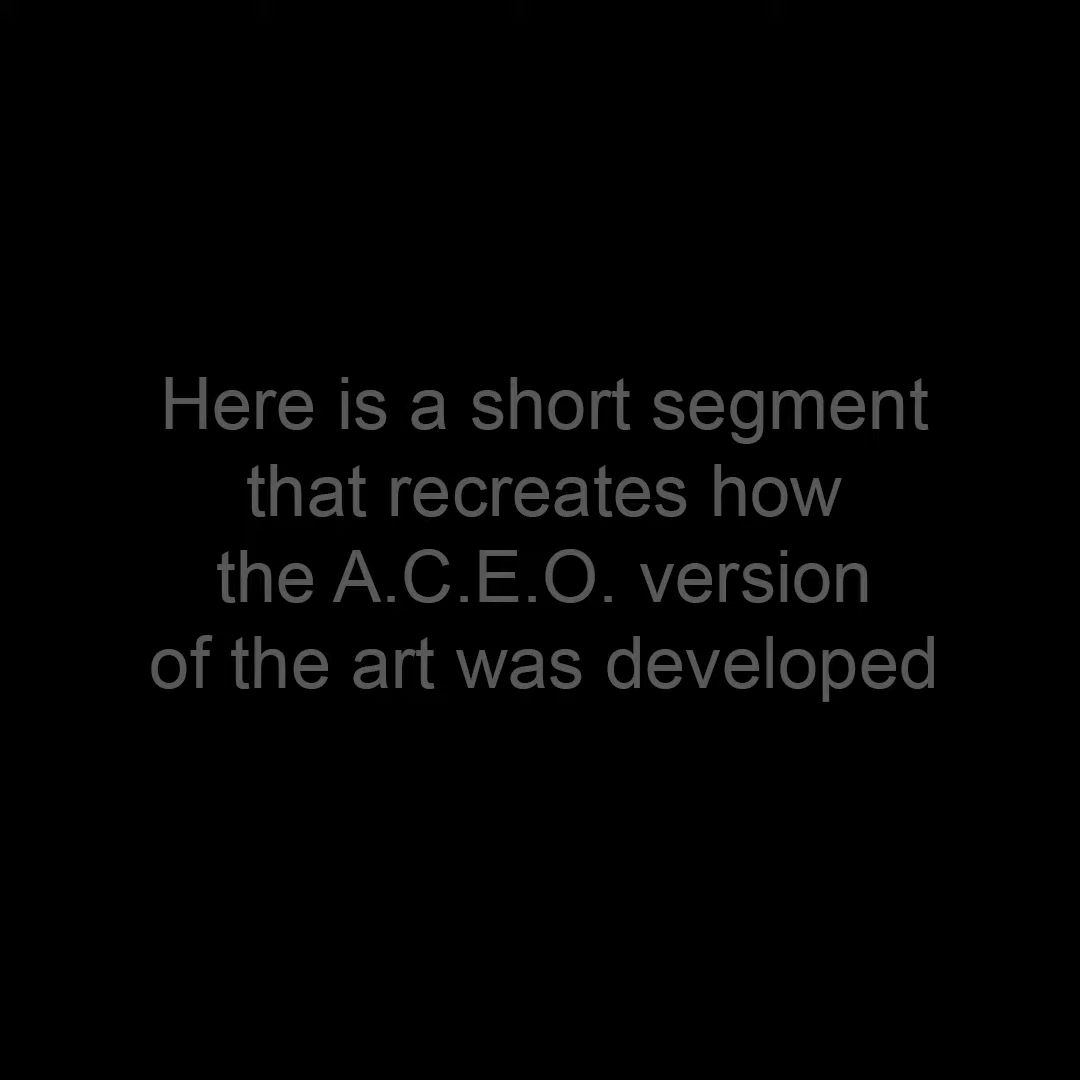 Here is a short segment
that recreates how
the A.C.E.O. version
of the art was developed